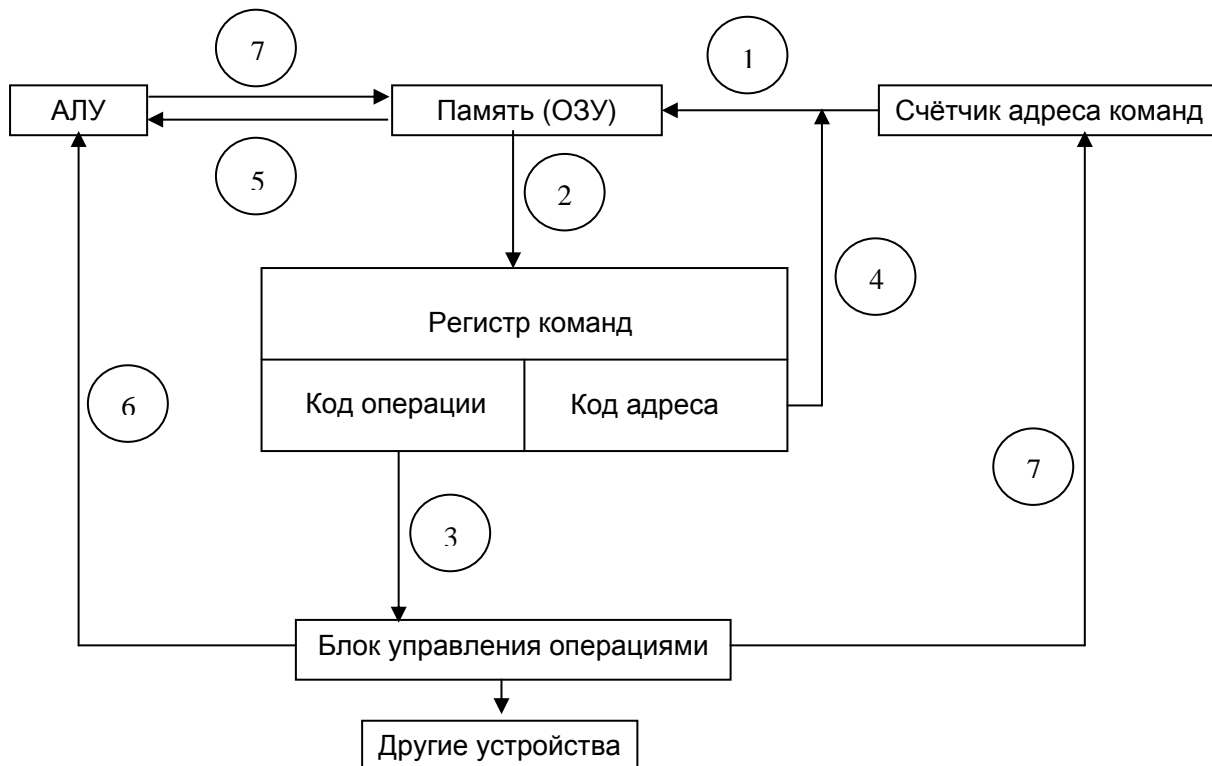 7
1
АЛУ
Память (ОЗУ)
Счётчик адреса команд
5
2
4
Регистр команд
6
Код операции
Код адреса
7
3
Блок управления операциями
Другие устройства